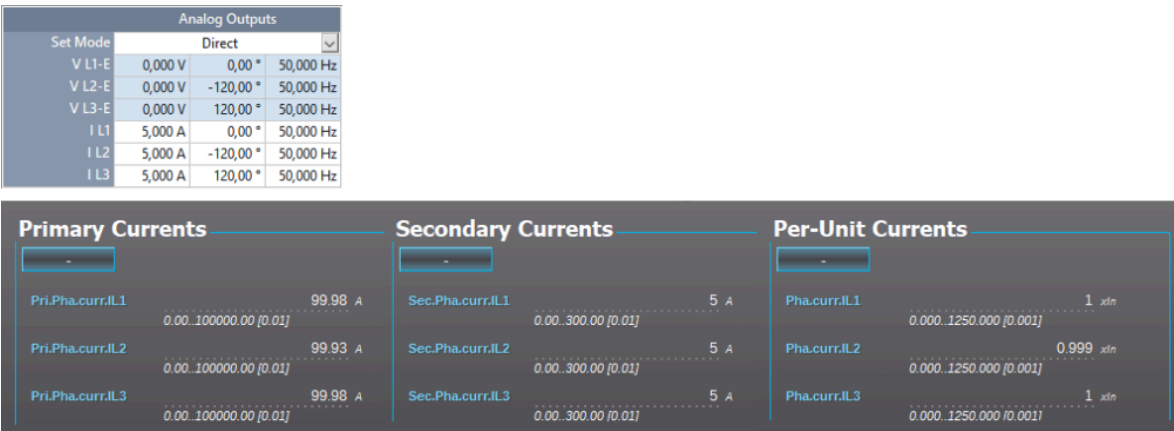 Analog Outputs
Set Mode Direct
V L1-E 0,000 V 0,00 ° 50,000 Hz
V L2-E 0,000 V -120,00 ° 50,000 Hz
V L3-E 0,000 V 120,00 ° 50,000 Hz
I L1 5,000 A 0,00 ° 50,000 Hz
I L2 5,000 A -120,00 ° 50,000 Hz
I L3 5,000 A 120,00 ° 50,000 Hz
Primary Currents Secondary Currents Per-Unit Currents
- - -
Pri.Pha.curr.IL1 99.98 A Sec.Pha.curr.IL1 5 A Pha.curr.IL1 1 xIn
0.00..100000.00 [0.01] 0.00..300.00 [0.01] 0.000..1250.000 [0.001]
Pri.Pha.curr.IL2 99.93 A Sec.Pha.curr.IL2 5 A Pha.curr.IL2 0.999 xIn
0.00..100000.00 [0.01] 0.00..300.00 [0.01] 0.000..1250.000 [0.001]
Pri.Pha.curr.IL3 99.98 A Sec.Pha.curr.IL3 5 A Pha.curr.IL3 1 xIn
0.00..100000.00 [0.01] 0.00..300.00 [0.01] 0.000..1250.000 [0.001]